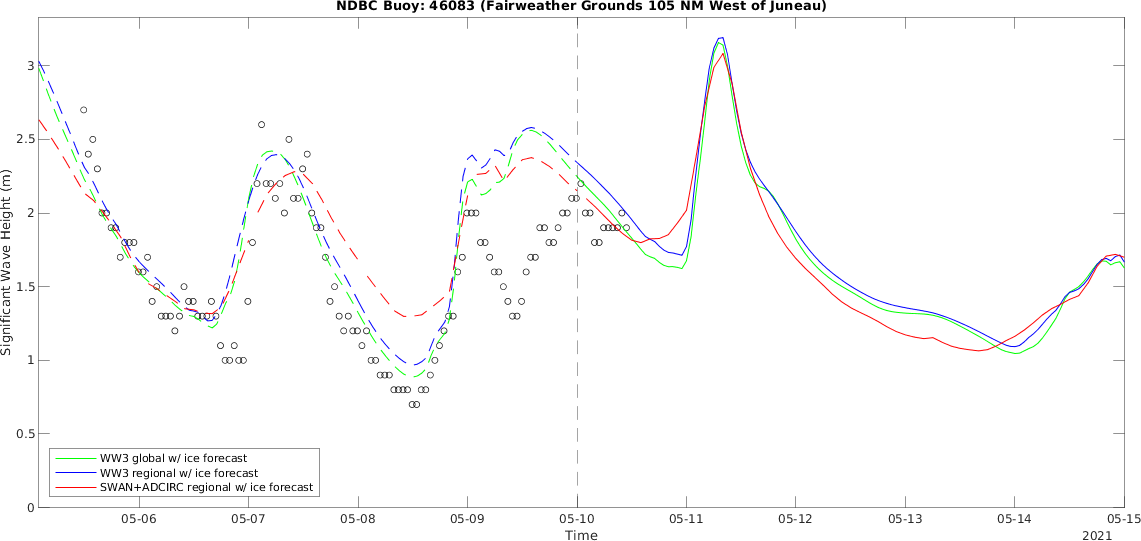 NDBC Buoy: 46083 (Fairweather Grounds 105 NM West of Juneau)
Significant Wave Height (m)
3
2.5
2
1.5
1
0.5
0
WW3 global w/ ice forecast
WW3 regional w/ ice forecast
SWAN+ADCIRC regional w/ ice forecast
05-06 05-07 05-08 05-09 05-10 05-11 05-12 05-13 05-14 05-15
Time
2021